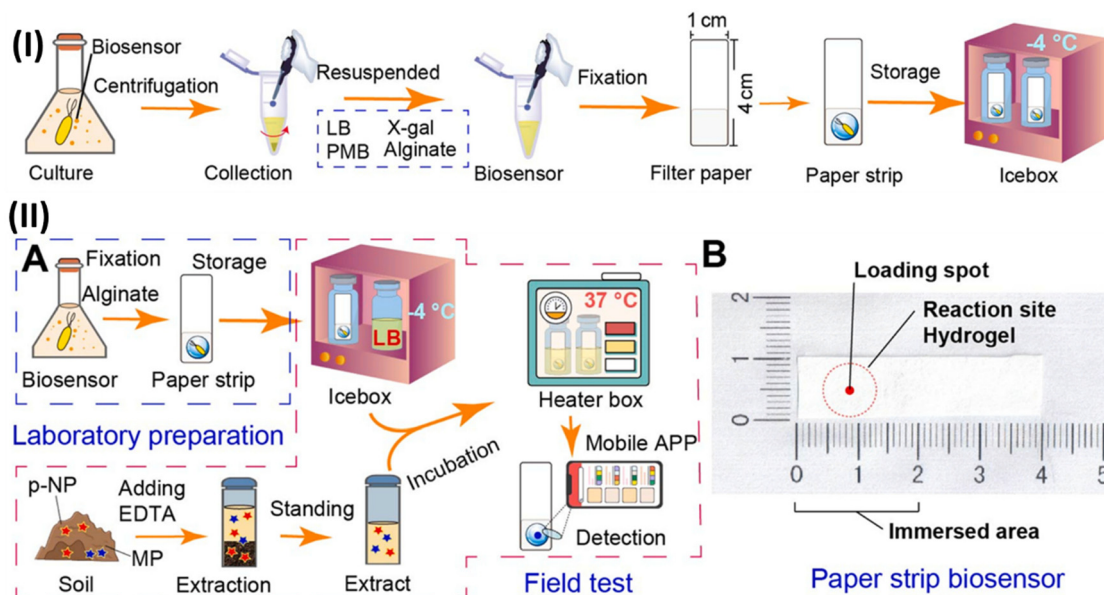 (I)
Biosensor
Centrifugation
Culture
Collection
Resuspended
LB X-gal
PMB Alginate
Biosensor
Fixation
1 cm
4 cm
Filter paper
Storage
Paper strip
-4 °C
Icebox
(II)
A
Fixation
Alginate
Storage
Biosensor
Paper strip
Laboratory preparation
-4 °C
LB
Icebox
37 °C
Heater box
Mobile APP
Detection
Incubation
p-NP
MP
Soil
Adding
EDTA
Extraction
Standing
Extract
Field test
B
Loading spot
Reaction site
Hydrogel
0 1 2
0 1 2 3 4 5
Immersed area
Paper strip biosensor